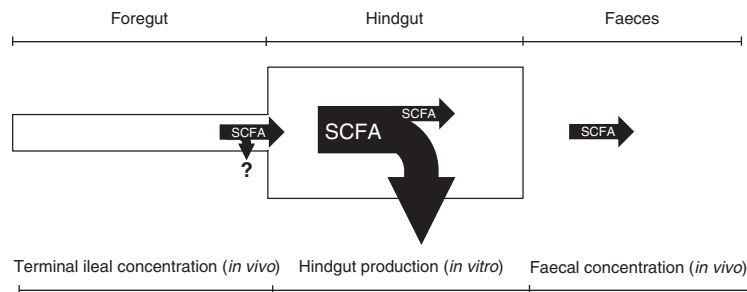 Foregut
Hindgut
Faeces
SCFA
?
SCFA
SCFA
SCFA
Terminal ileal concentration (in vivo)
Hindgut production (in vitro)
Faecal concentration (in vivo)